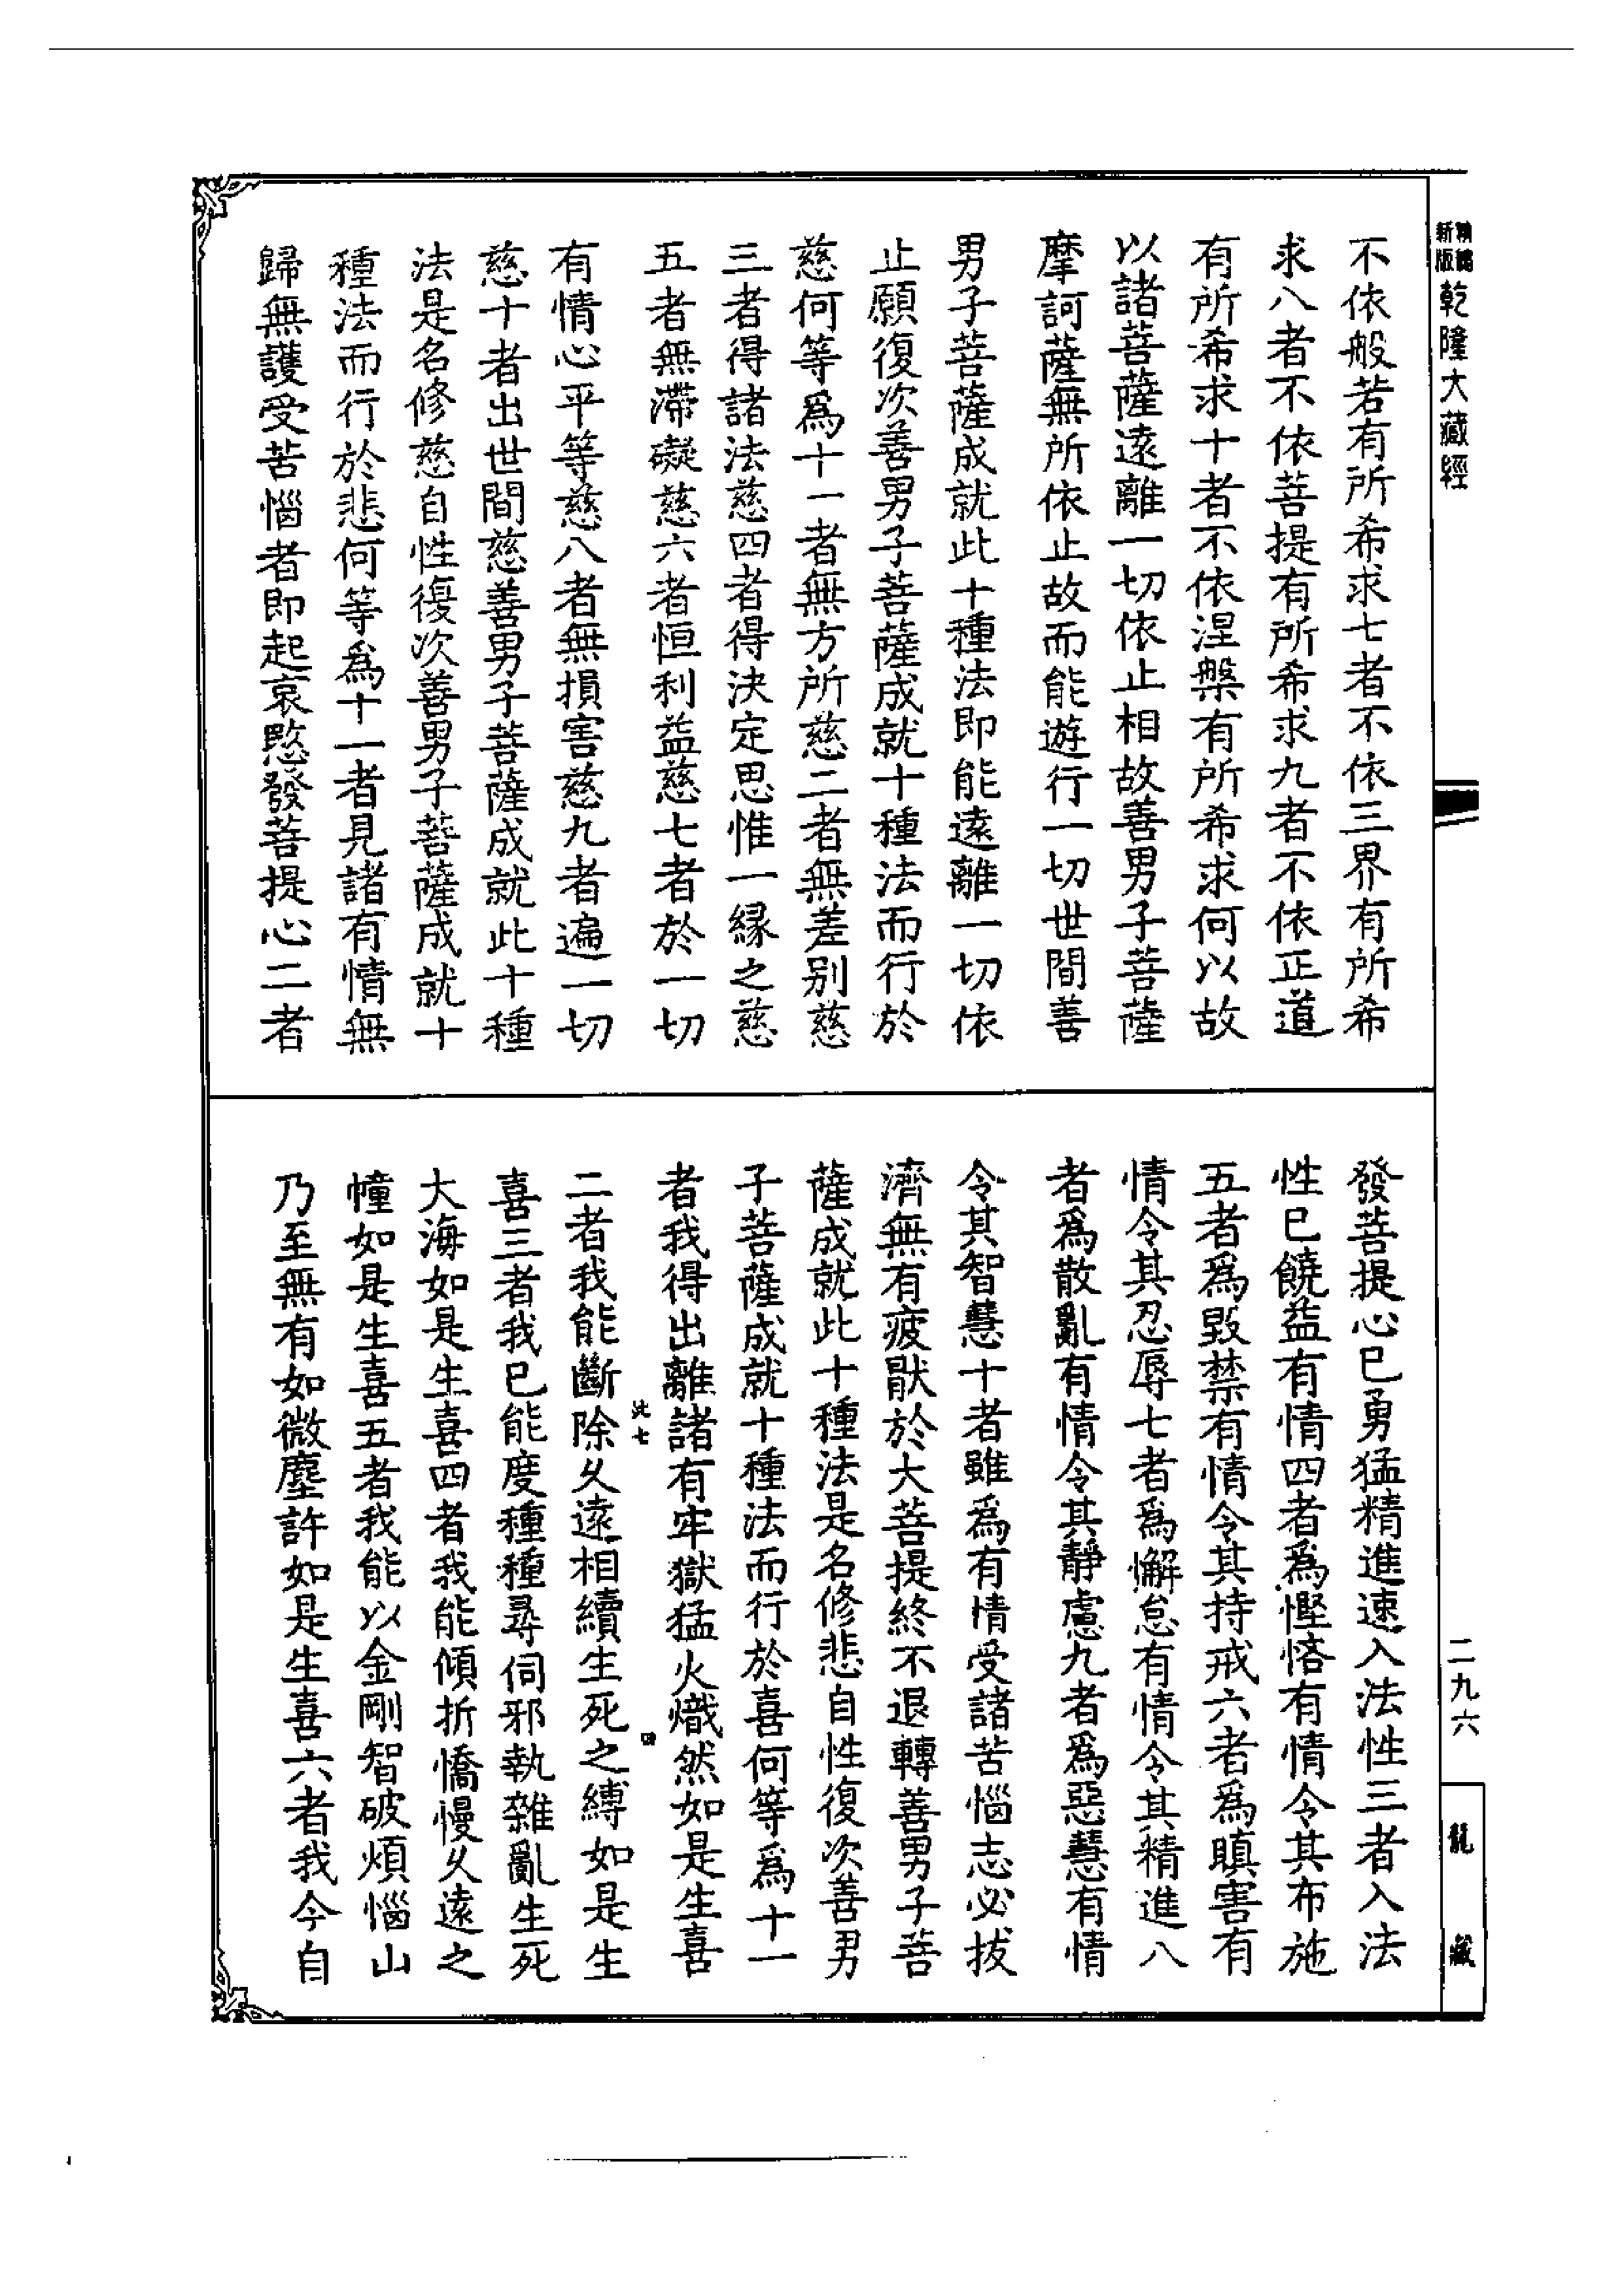 新版
乾隆大藏經
不依般若有所希求七者不依三界有所希
求八者不依菩提有所希求九者不依正道
有所希求十者不依涅槃有所希求何以故
以諸菩薩遠離一切依止相故善男子菩薩
摩訶薩無所依止故而能遊行一切世間善
男子菩薩成就此十種法即能遠離一切依
止願復次善男子菩薩成就十種法而行於
慈何等爲十一者無方所慈二者無差别慈
三者得諸法慈四者得決定思惟一緣之慈
五者無滯礙慈六者恒利益慈七者於一切
有情心平等慈八者無損害慈九者遍一切
慈十者出世間慈善男子菩薩成就此十種
法是名修慈自性復次善男子菩薩成就十
種法而行於悲何等爲十一者見諸有情無
歸無護受苦惱者即起哀愍發菩提心二者
發菩提心已勇猛精進速入法性三者入法
性已饒益有情四者爲慳悋有情令其布施
五者爲毀禁有情令其持戒六者爲瞋害有
情令其忍辱七者爲懈怠有情令其精進八
者爲散亂有情令其靜慮九者爲惡慧有情
令其智慧十者雖爲有情受諸苦惱志必拔
濟無有疲猒於大菩提終不退轉善男子菩
薩成就此十種法是名修悲自性復次善男
子菩薩成就十種法而行於喜何等爲十一
者我得出離諸有牢獄猛火熾然如是生喜
此七
四
二者我能斷除久遠相續生死之縛如是生
喜三者我已能度種種尋伺邪執雜亂生死
大海如是生喜四者我能傾折憍慢久遠之
幢如是生喜五者我能以金剛智破煩惱山
乃至無有如微塵許如是生喜六者我今自
二九六
龍藏